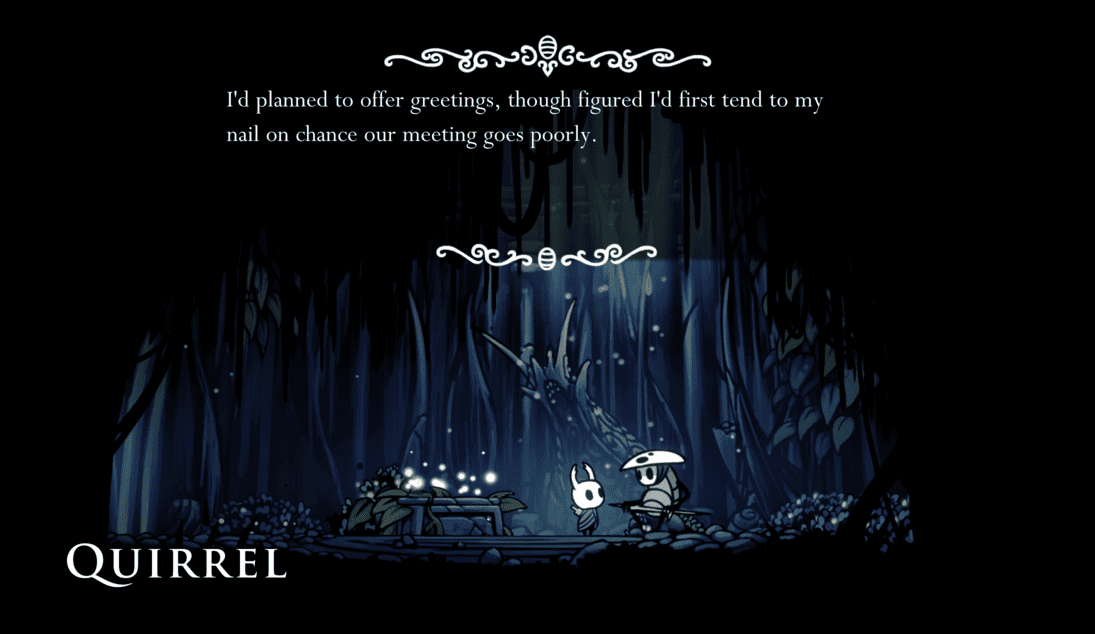 I'd planned to offer greetings, though figured I'd first tend to my
nail on chance our meeting goes poorly.
QUIRREL